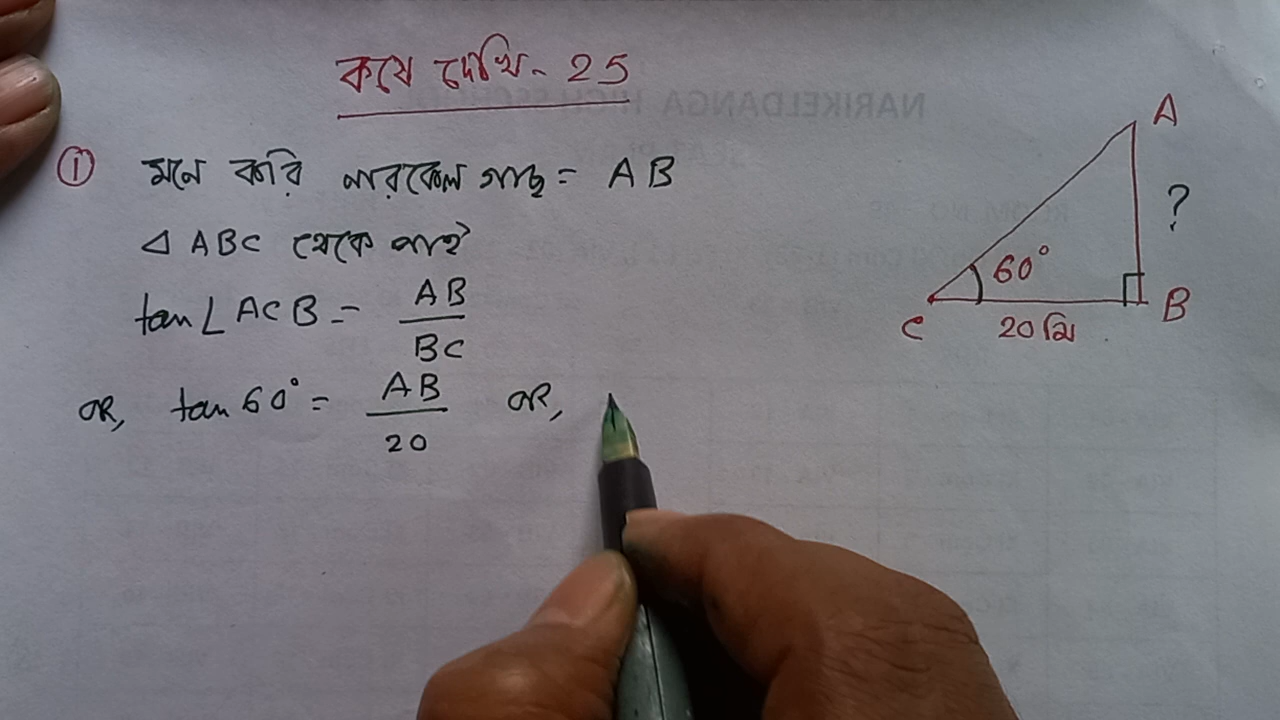 কষে দেখি- 25
① মনে করি নারকেল গাছ = AB
△ ABC থেকে পাই
tan∠ACB = AB/BC
OR, tan 60° = AB/20 OR,
A
?
60°
C 20 মি B